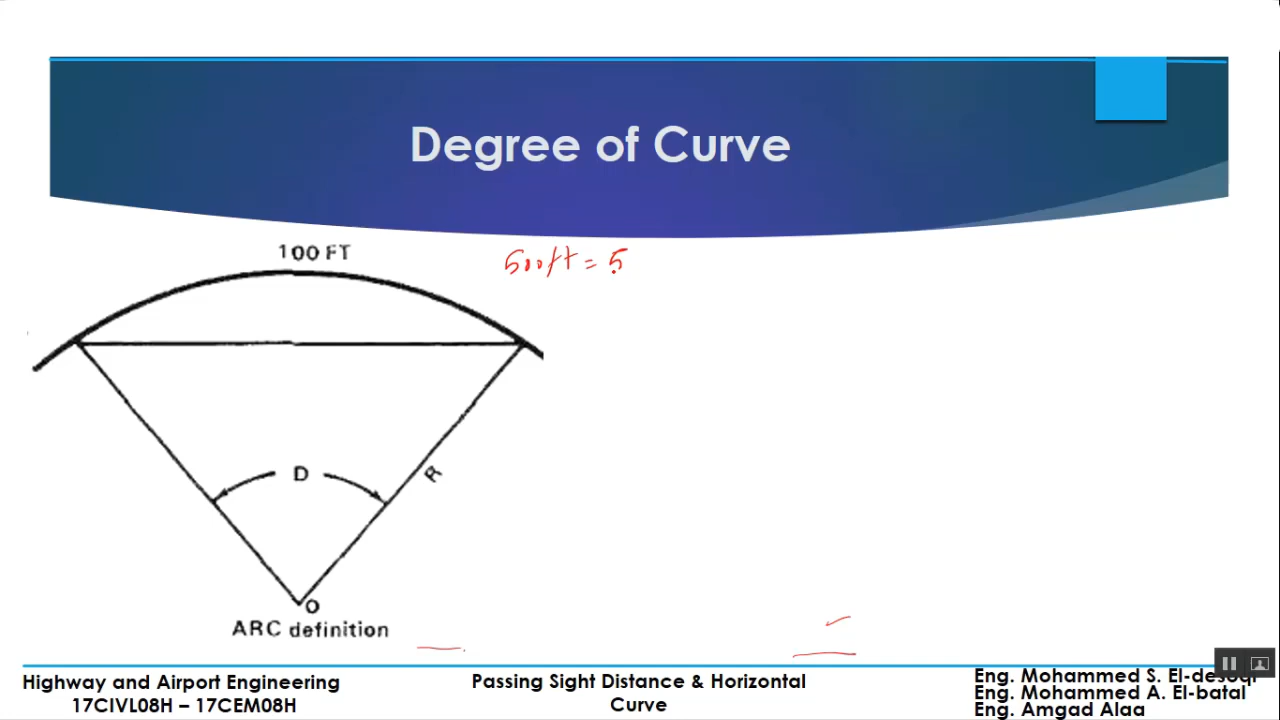 Degree of Curve
100 FT
500 ft = 5
D
R
O
ARC definition
Highway and Airport Engineering
17CIVL08H – 17CEM08H
Passing Sight Distance & Horizontal
Curve
Eng. Mohammed S. El-desoqi
Eng. Mohammed A. El-batal
Eng. Amgad Alaa